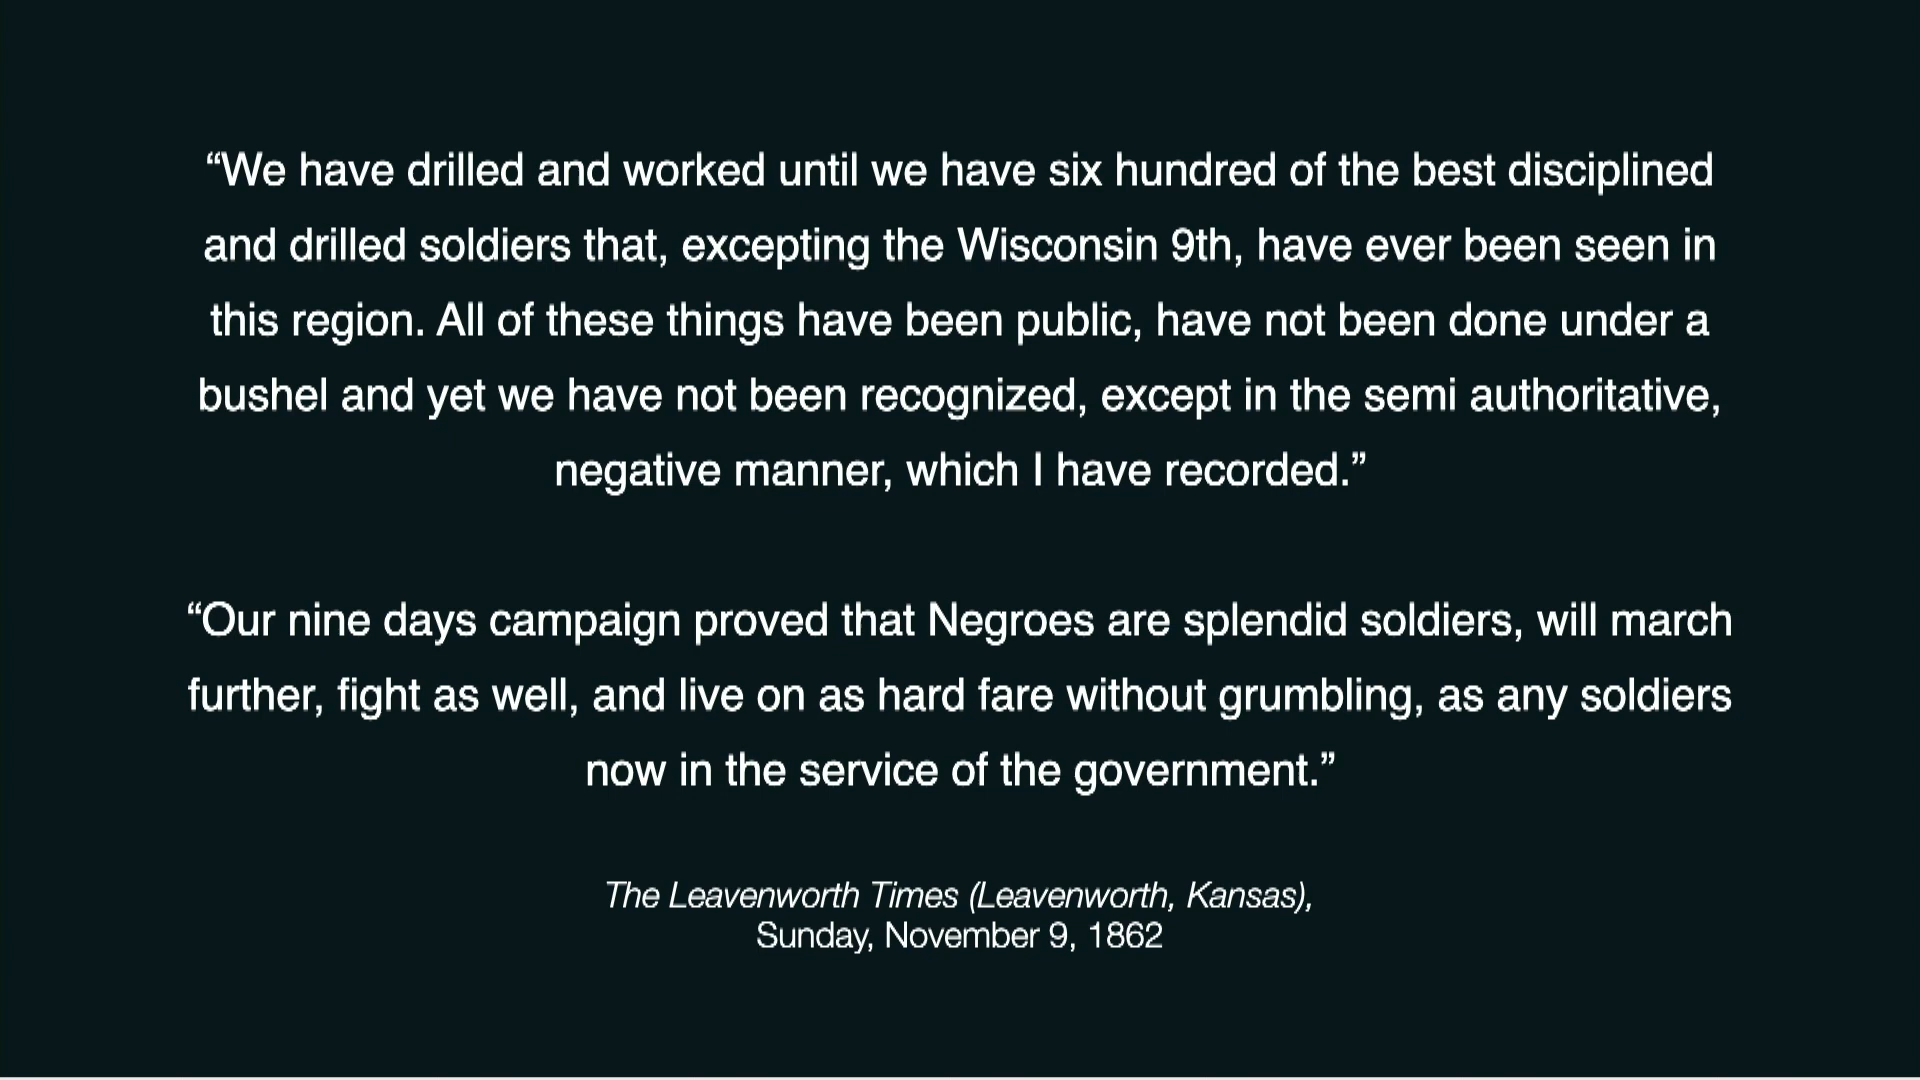 “We have drilled and worked until we have six hundred of the best disciplined
and drilled soldiers that, excepting the Wisconsin 9th, have ever been seen in
this region. All of these things have been public, have not been done under a
bushel and yet we have not been recognized, except in the semi authoritative,
negative manner, which I have recorded.”
“Our nine days campaign proved that Negroes are splendid soldiers, will march
further, fight as well, and live on as hard fare without grumbling, as any soldiers
now in the service of the government.”
The Leavenworth Times (Leavenworth, Kansas),
Sunday, November 9, 1862